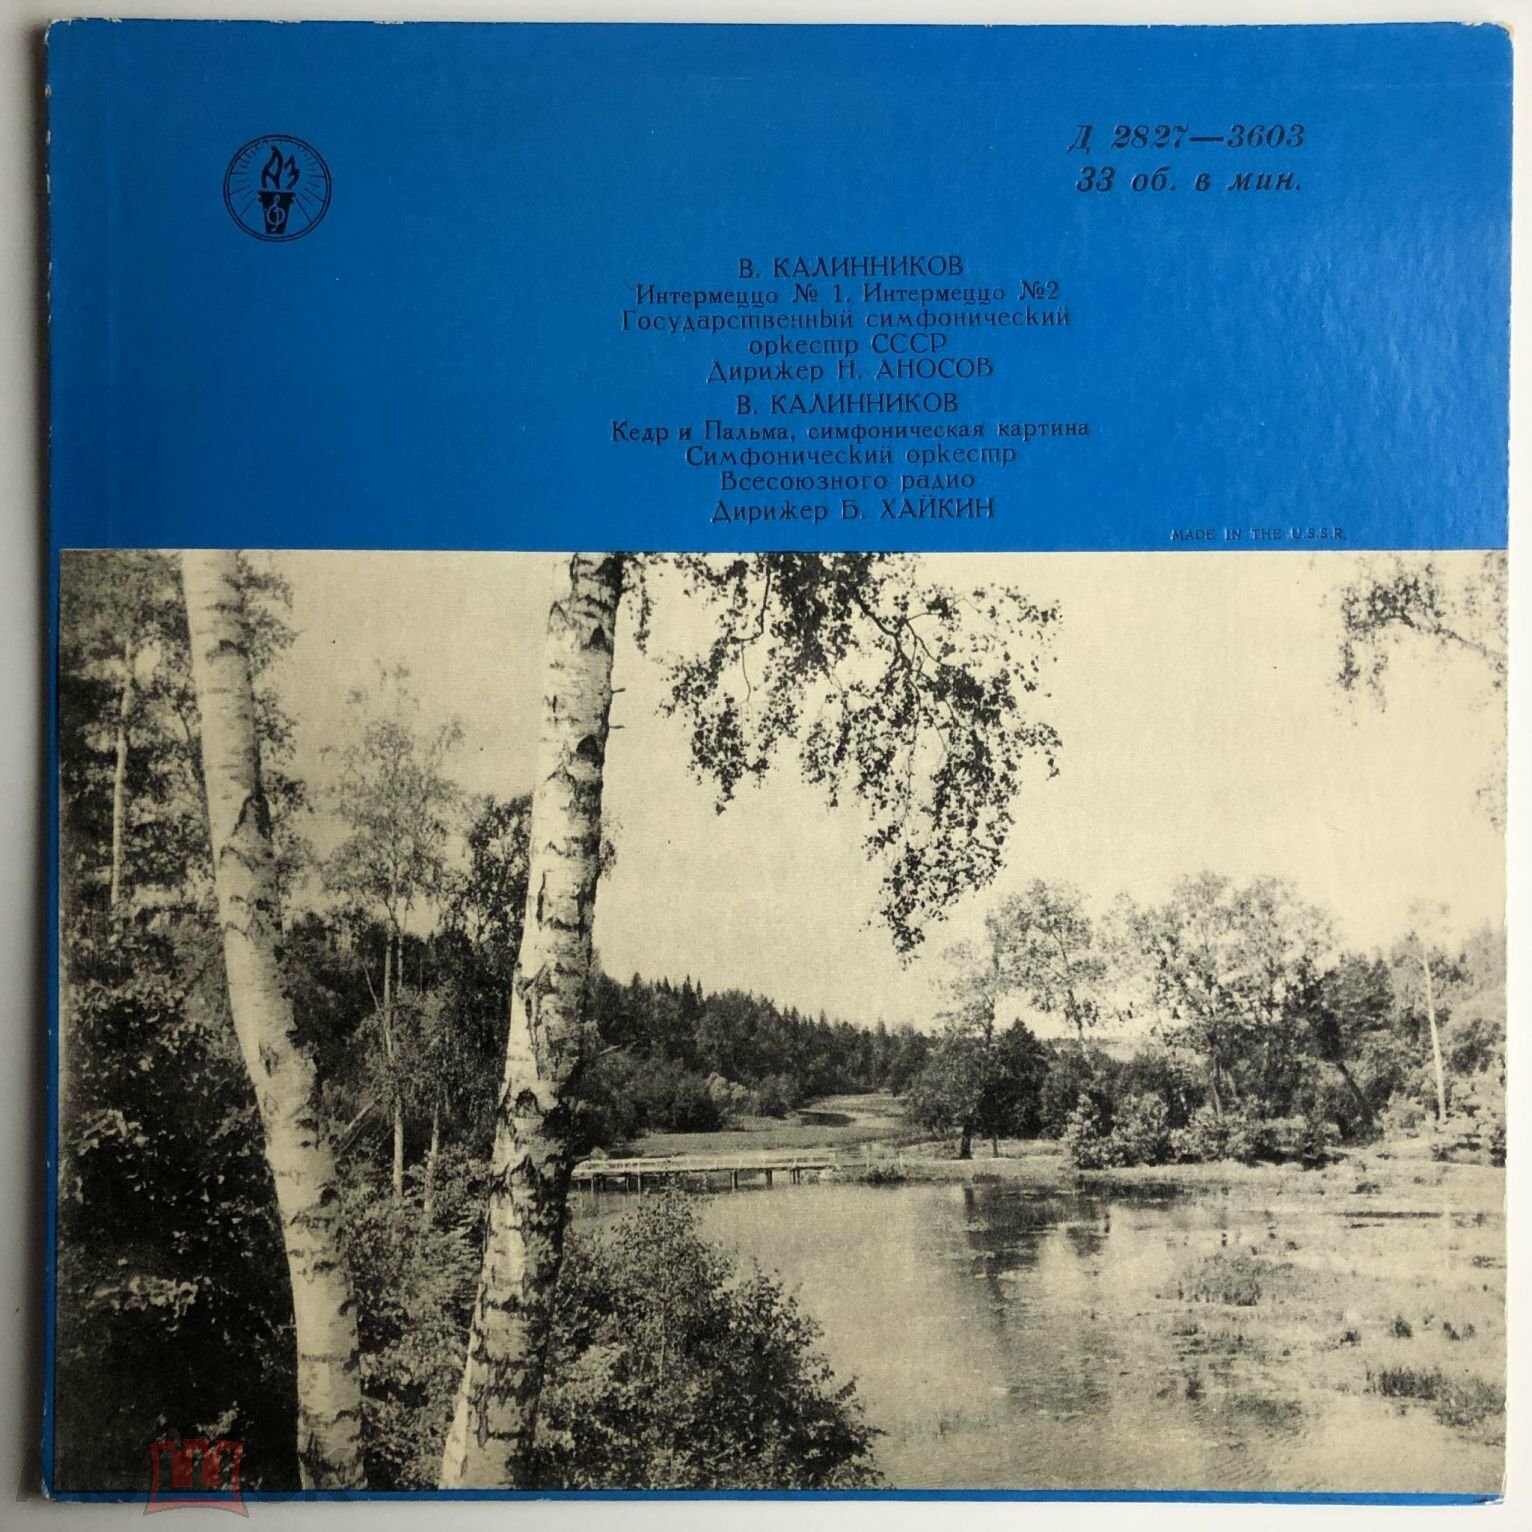 АЗ
Д 2827—3603
33 об. в мин.
В. КАЛИННИКОВ
Интермеццо № 1. Интермеццо №2
Государственный симфонический
оркестр СССР
Дирижер Н. АНОСОВ
В. КАЛИННИКОВ
Кедр и Пальма, симфоническая картина
Симфонический оркестр
Всесоюзного радио
Дирижер Б. ХАЙКИН
MADE IN THE U.S.S.R.